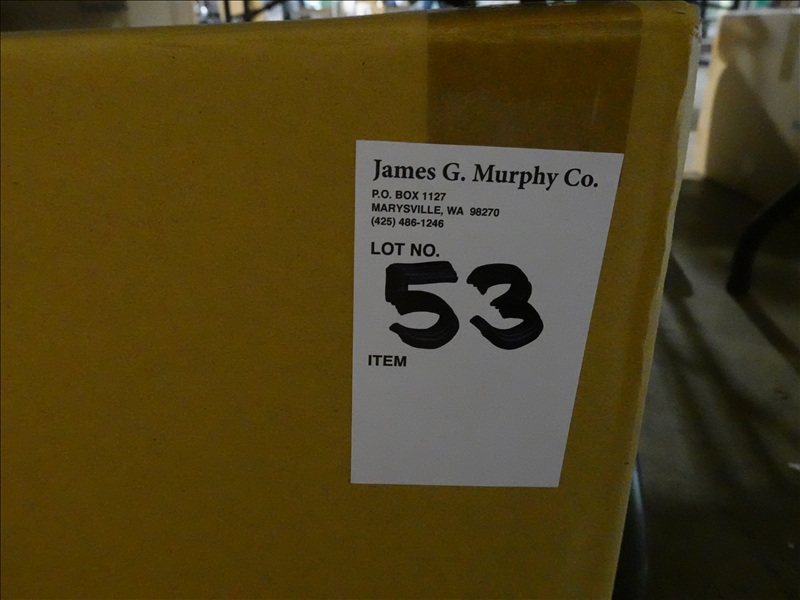 James G. Murphy Co.
P.O. BOX 1127
MARYSVILLE, WA 98270
(425) 486-1246
LOT NO.
53
ITEM